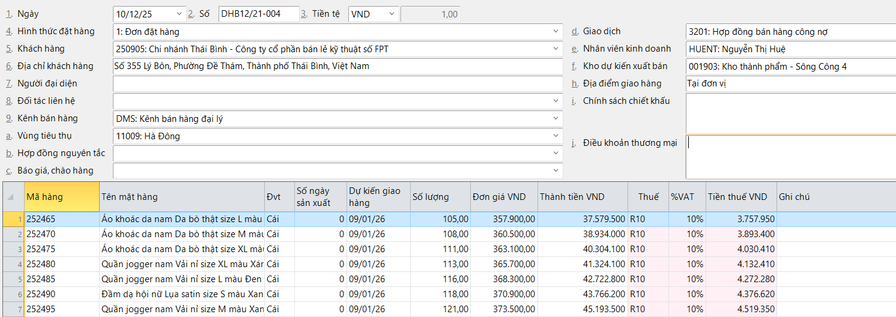 1. Ngày 10/12/25 2. Số DHB12/21-004 3. Tiền tệ VND 1,00
4. Hình thức đặt hàng 1: Đơn đặt hàng d. Giao dịch 3201: Hợp đồng bán hàng công nợ
5. Khách hàng 250905: Chi nhánh Thái Bình - Công ty cổ phần bán lẻ kỹ thuật số FPT e. Nhân viên kinh doanh HUENT: Nguyễn Thị Huệ
6. Địa chỉ khách hàng Số 355 Lý Bôn, Phường Đề Thám, Thành phố Thái Bình, Việt Nam f. Kho dự kiến xuất bán 001903: Kho thành phẩm - Sông Công 4
7. Người đại diện h. Địa điểm giao hàng Tại đơn vị
8. Đối tác liên hệ i. Chính sách chiết khấu
9. Kênh bán hàng DMS: Kênh bán hàng đại lý
a. Vùng tiêu thụ 11009: Hà Đông
j. Điều khoản thương mại
b. Hợp đồng nguyên tắc
c. Báo giá, chào hàng
Mã hàng Tên mặt hàng Đvt Số ngày sản xuất Dự kiến giao hàng Số lượng Đơn giá VND Thành tiền VND Thuế %VAT Tiền thuế VND Ghi chú
1 252465 Áo khoác da nam Da bò thật size L màu Cái 0 09/01/26 105,00 357.900,00 37.579.500 R10 10% 3.757.950
2 252470 Áo khoác da nam Da bò thật size M màu Cái 0 09/01/26 108,00 360.500,00 38.934.000 R10 10% 3.893.400
3 252475 Áo khoác da nam Da bò thật size XL màu Cái 0 09/01/26 111,00 363.100,00 40.304.100 R10 10% 4.030.410
4 252480 Quần jogger nam Vải nỉ size XL màu Xán Cái 0 09/01/26 113,00 365.700,00 41.324.100 R10 10% 4.132.410
5 252485 Quần jogger nam Vải nỉ size L màu Đen Cái 0 09/01/26 116,00 368.300,00 42.722.800 R10 10% 4.272.280
6 252490 Đầm dạ hội nữ Lụa satin size S màu Xan Cái 0 09/01/26 118,00 370.900,00 43.766.200 R10 10% 4.376.620
7 252495 Quần jogger nam Vải nỉ size M màu Xan Cái 0 09/01/26 121,00 373.500,00 45.193.500 R10 10% 4.519.350